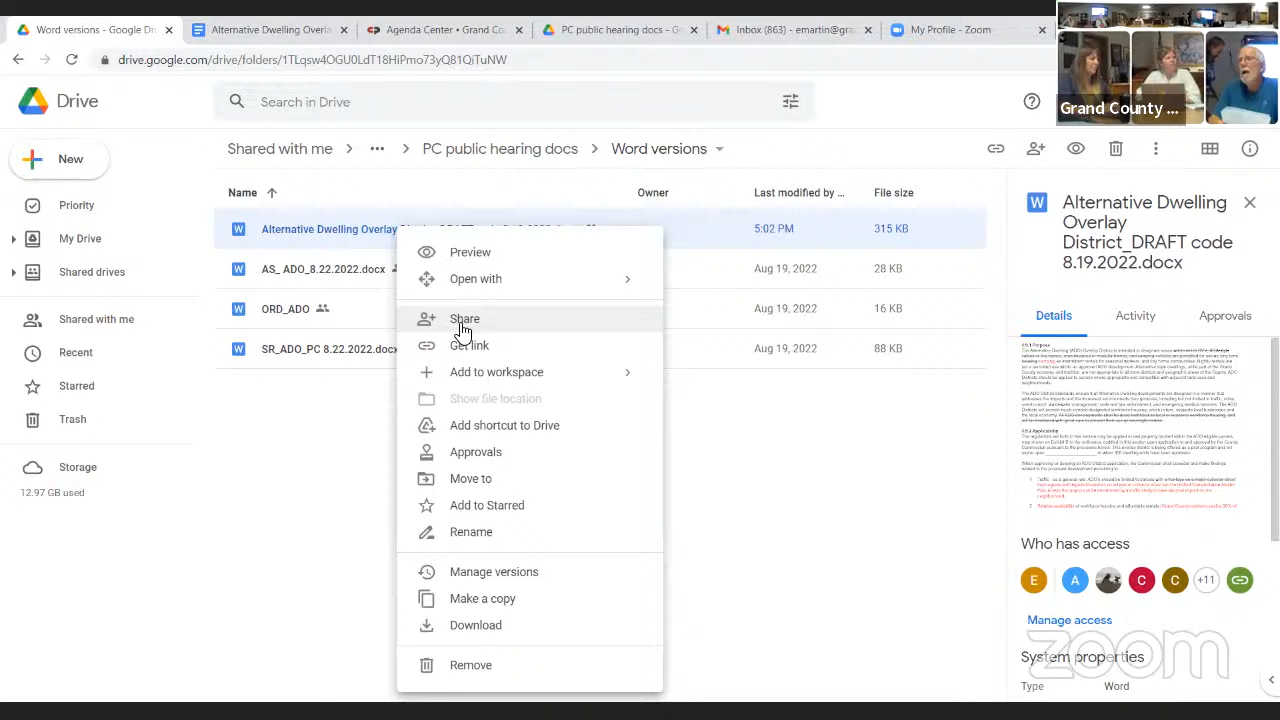 Word versions - Google Dri
Alternative Dwelling Overla
Agenda Center • Grand C
PC public hearing docs - G
Inbox (863) - emartin@gra
My Profile - Zoom
drive.google.com/drive/folders/1TLqsw4OGU0LdT18HiPmo73yQ81QiTuNW
Grand County ...
Drive
Search in Drive
New
Shared with me
PC public hearing docs
Word versions
Priority
My Drive
Shared drives
Shared with me
Recent
Starred
Trash
Storage
12.97 GB used
Name
Owner
Last modified by ...
File size
Alternative Dwelling Overlay
5:02 PM
315 KB
AS_ ADO_8.22.2022.docx
Aug 19, 2022
28 KB
ORD_ADO
Aug 19, 2022
16 KB
SR_ADO_PC 8.22.2022
Aug 19, 2022
88 KB
Preview
Open with
Share
Get link
Add to workspace
Show file location
Add shortcut to Drive
Approvals
Move to
Add to Starred
Rename
Manage versions
Make a copy
Download
Remove
W
Alternative Dwelling
Overlay
District_DRAFT code
8.19.2022.docx
Details
Activity
Approvals
Who has access
E
A
C
C
+11
Manage access
System properties
Type
Word
zoom